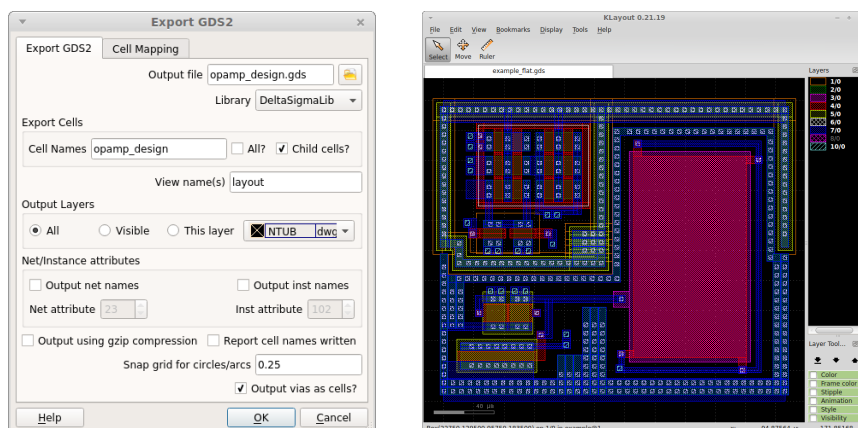 Export GDS2
Export GDS2 Cell Mapping
Output file opamp_design.gds
Library DeltaSigmaLib
Export Cells
Cell Names opamp_design All? Child cells?
View name(s) layout
Output Layers
All Visible This layer NTUB dwg
Net/Instance attributes
Output net names Output inst names
Net attribute 23 Inst attribute 102
Output using gzip compression Report cell names written
Snap grid for circles/arcs 0.25
Output vias as cells?
Help OK Cancel
KLayout 0.21.19
File Edit View Bookmarks Display Tools Help
Select Move Ruler
example_flat.gds
Layers
1/0
2/0
3/0
4/0
5/0
6/0
7/0
8/0
10/0
Layer Tool...
Color
Frame color
Stipple
Animation
Style
Visibility
40 µm